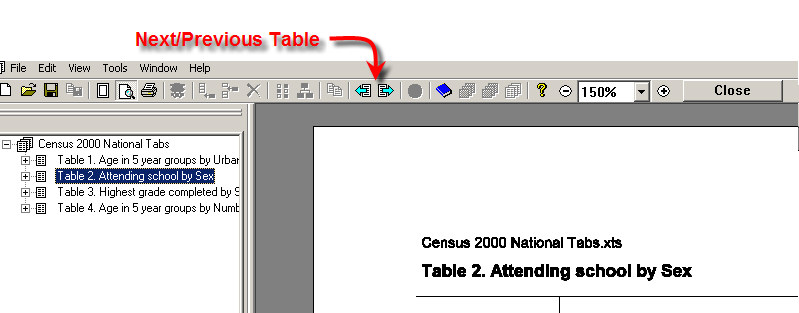 Next/Previous Table
File Edit View Tools Window Help
150% Close
Census 2000 National Tabs
Table 1. Age in 5 year groups by Urba
Table 2. Attending school by Sex
Table 3. Highest grade completed by S
Table 4. Age in 5 year groups by Numb
Census 2000 National Tabs.xts
Table 2. Attending school by Sex